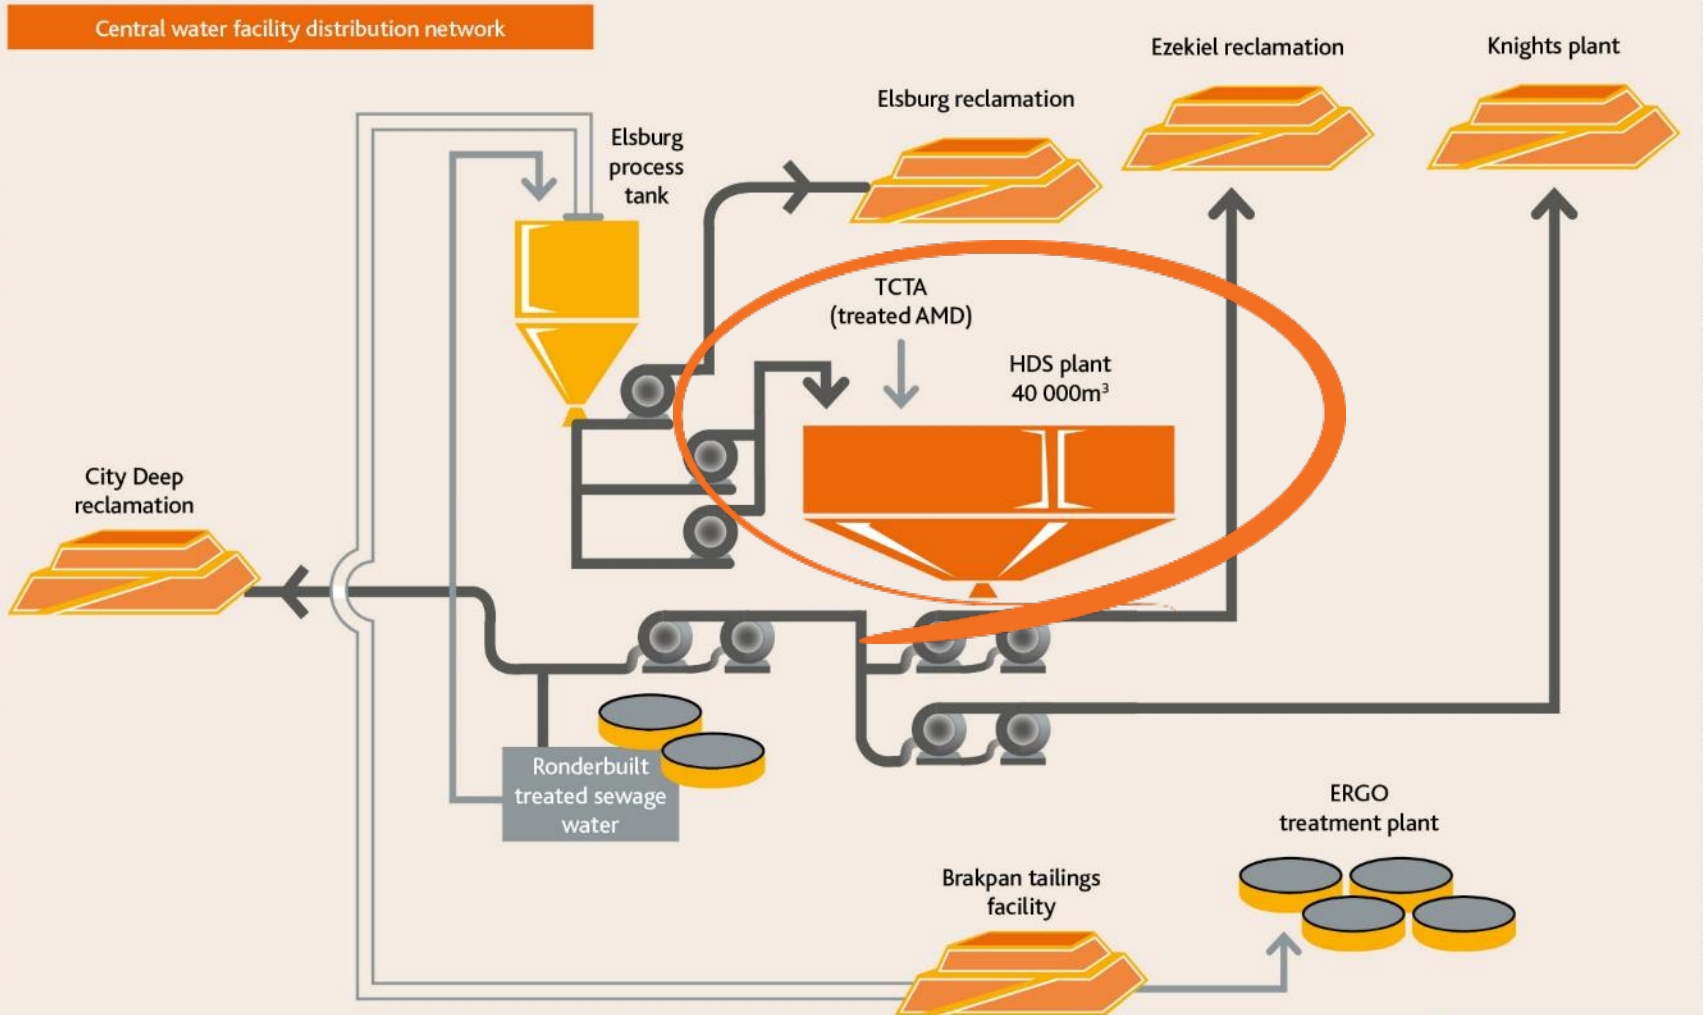 Central water facility distribution network
Ezekiel reclamation
Knights plant
Elsburg reclamation
Elsburg
process
tank
TCTA
(treated AMD)
HDS plant
40 000m³
City Deep
reclamation
Ronderbuilt
treated sewage
water
ERGO
treatment plant
Brakpan tailings
facility